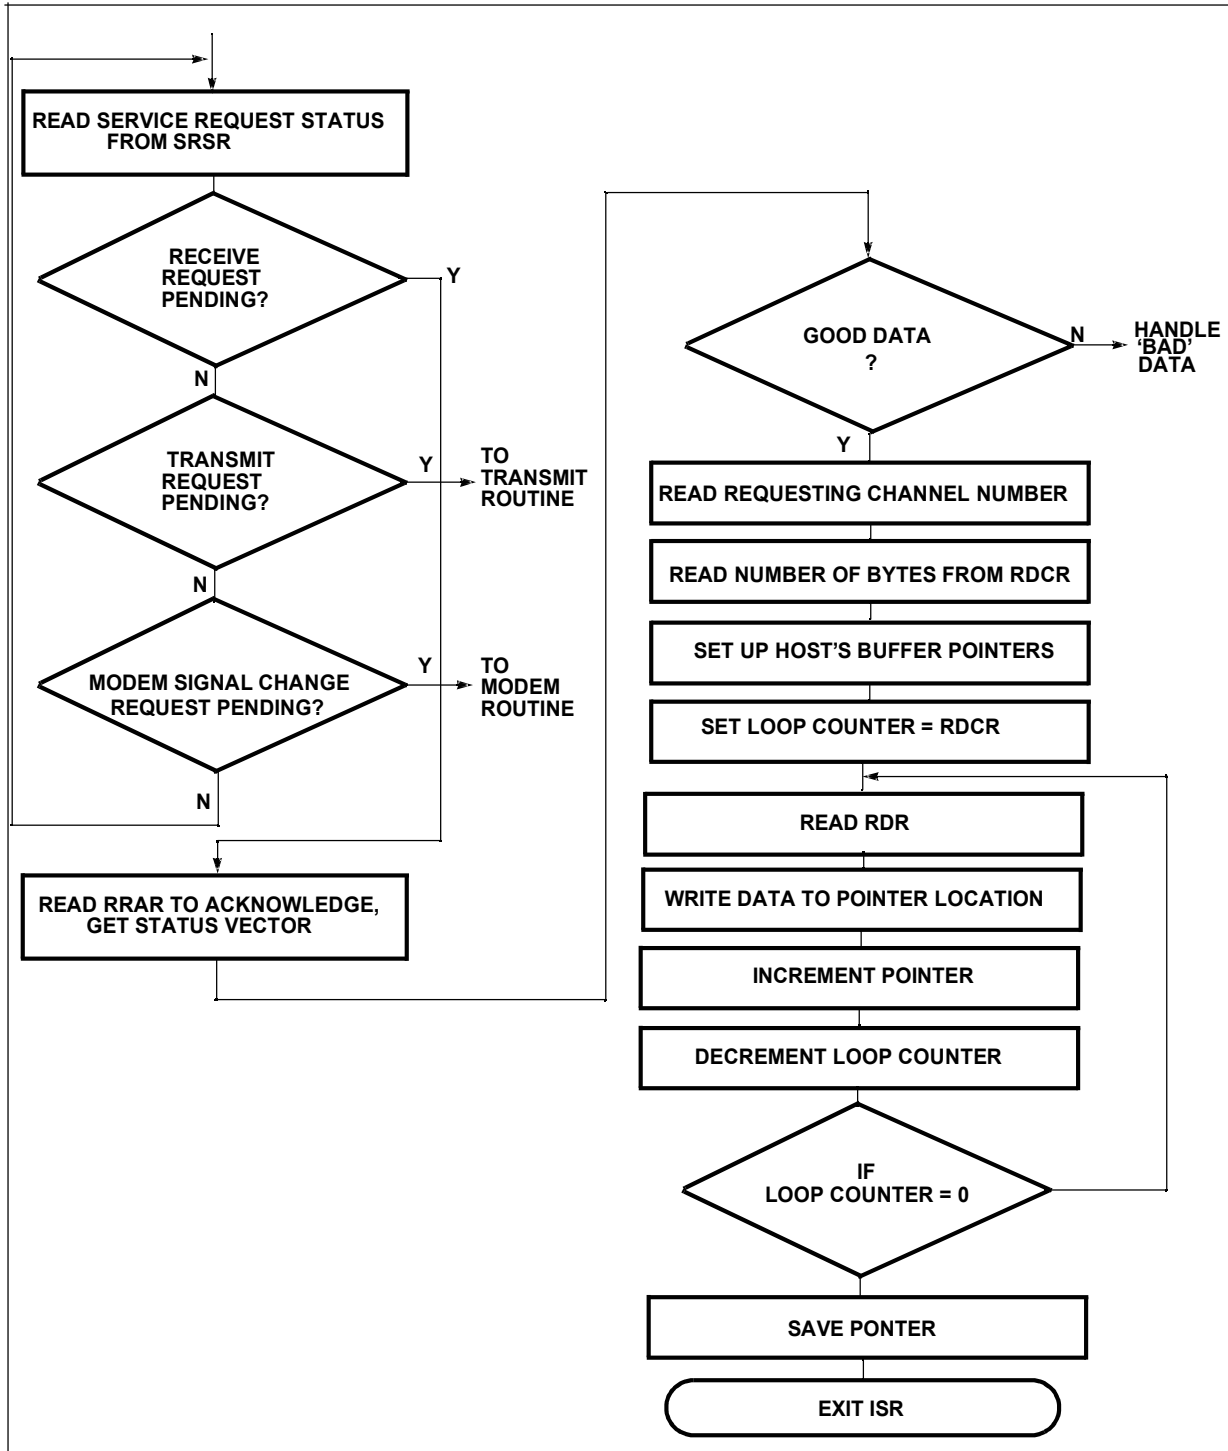 READ SERVICE REQUEST STATUS
FROM SRSR
RECEIVE
REQUEST
PENDING?
Y
N
TRANSMIT
REQUEST
PENDING?
Y
TO
TRANSMIT
ROUTINE
N
MODEM SIGNAL CHANGE
REQUEST PENDING?
Y
TO
MODEM
ROUTINE
N
READ RRAR TO ACKNOWLEDGE,
GET STATUS VECTOR
GOOD DATA
?
N
HANDLE
‘BAD’
DATA
Y
READ REQUESTING CHANNEL NUMBER
READ NUMBER OF BYTES FROM RDCR
SET UP HOST’S BUFFER POINTERS
SET LOOP COUNTER = RDCR
READ RDR
WRITE DATA TO POINTER LOCATION
INCREMENT POINTER
DECREMENT LOOP COUNTER
IF
LOOP COUNTER = 0
SAVE PONTER
EXIT ISR